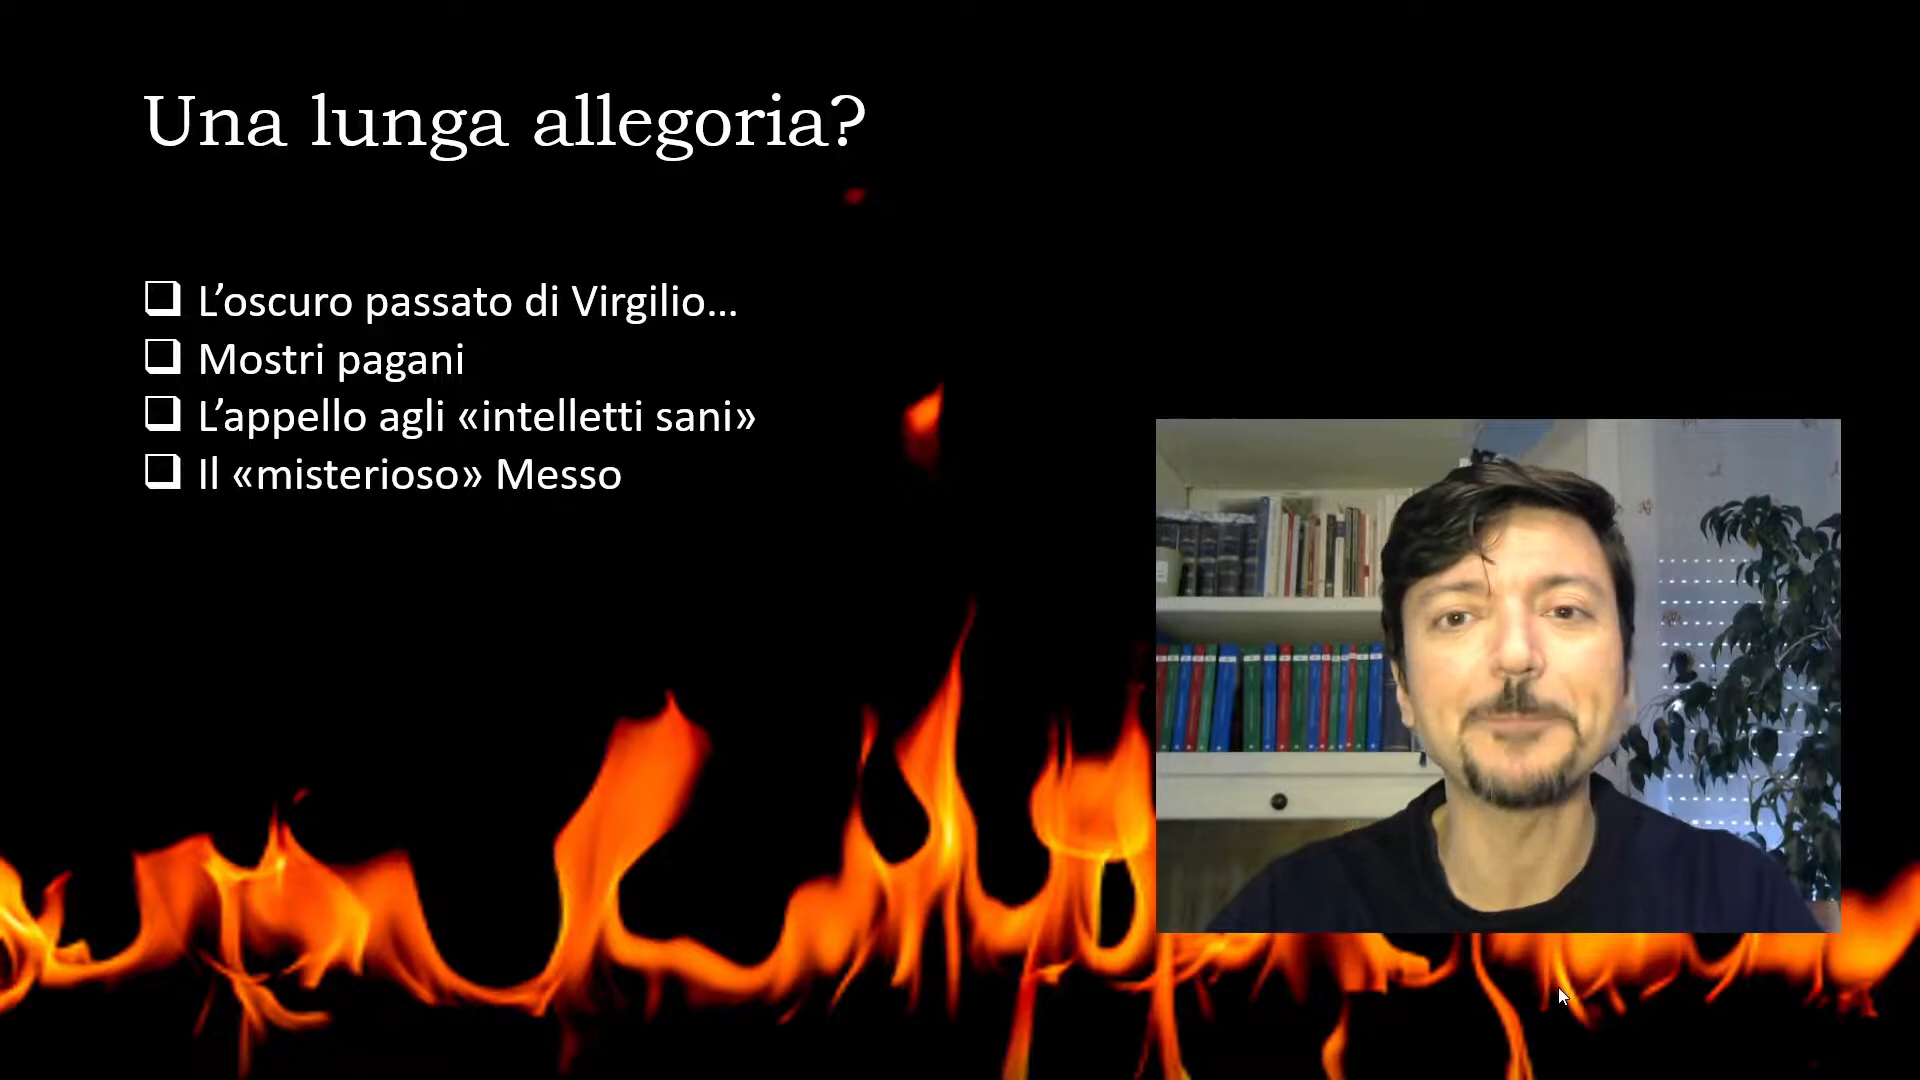 Una lunga allegoria?
L’oscuro passato di Virgilio…
Mostri pagani
L’appello agli «intelletti sani»
Il «misterioso» Messo